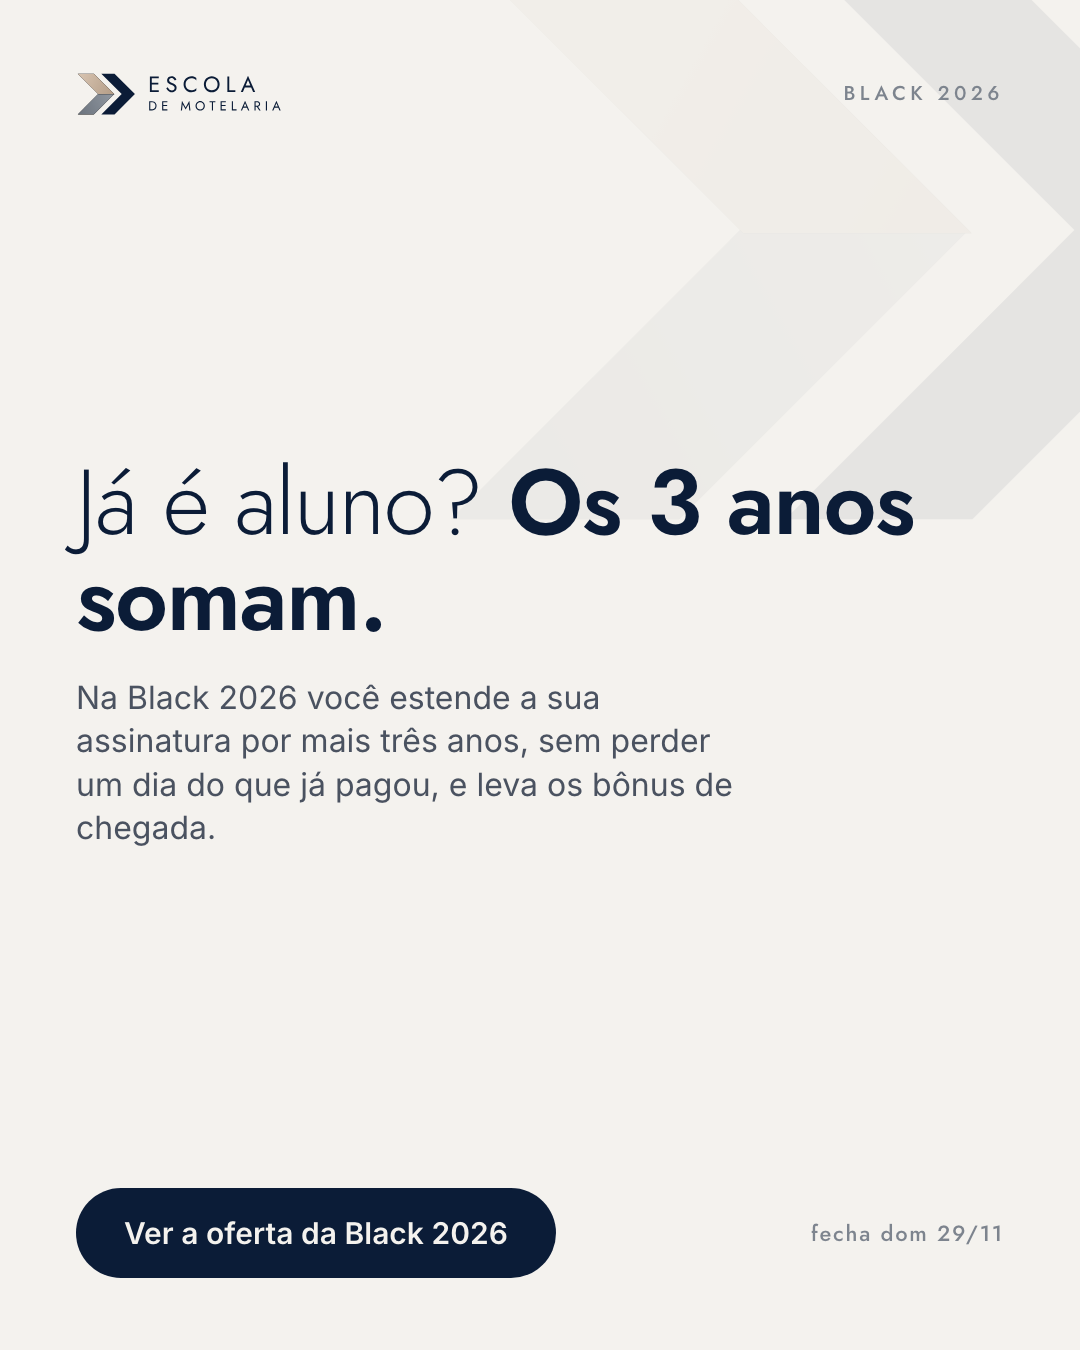 ESCOLA
DE MOTELARIA
BLACK 2026
Já é aluno? Os 3 anos
somam.
Na Black 2026 você estende a sua
assinatura por mais três anos, sem perder
um dia do que já pagou, e leva os bônus de
chegada.
Ver a oferta da Black 2026
fecha dom 29/11